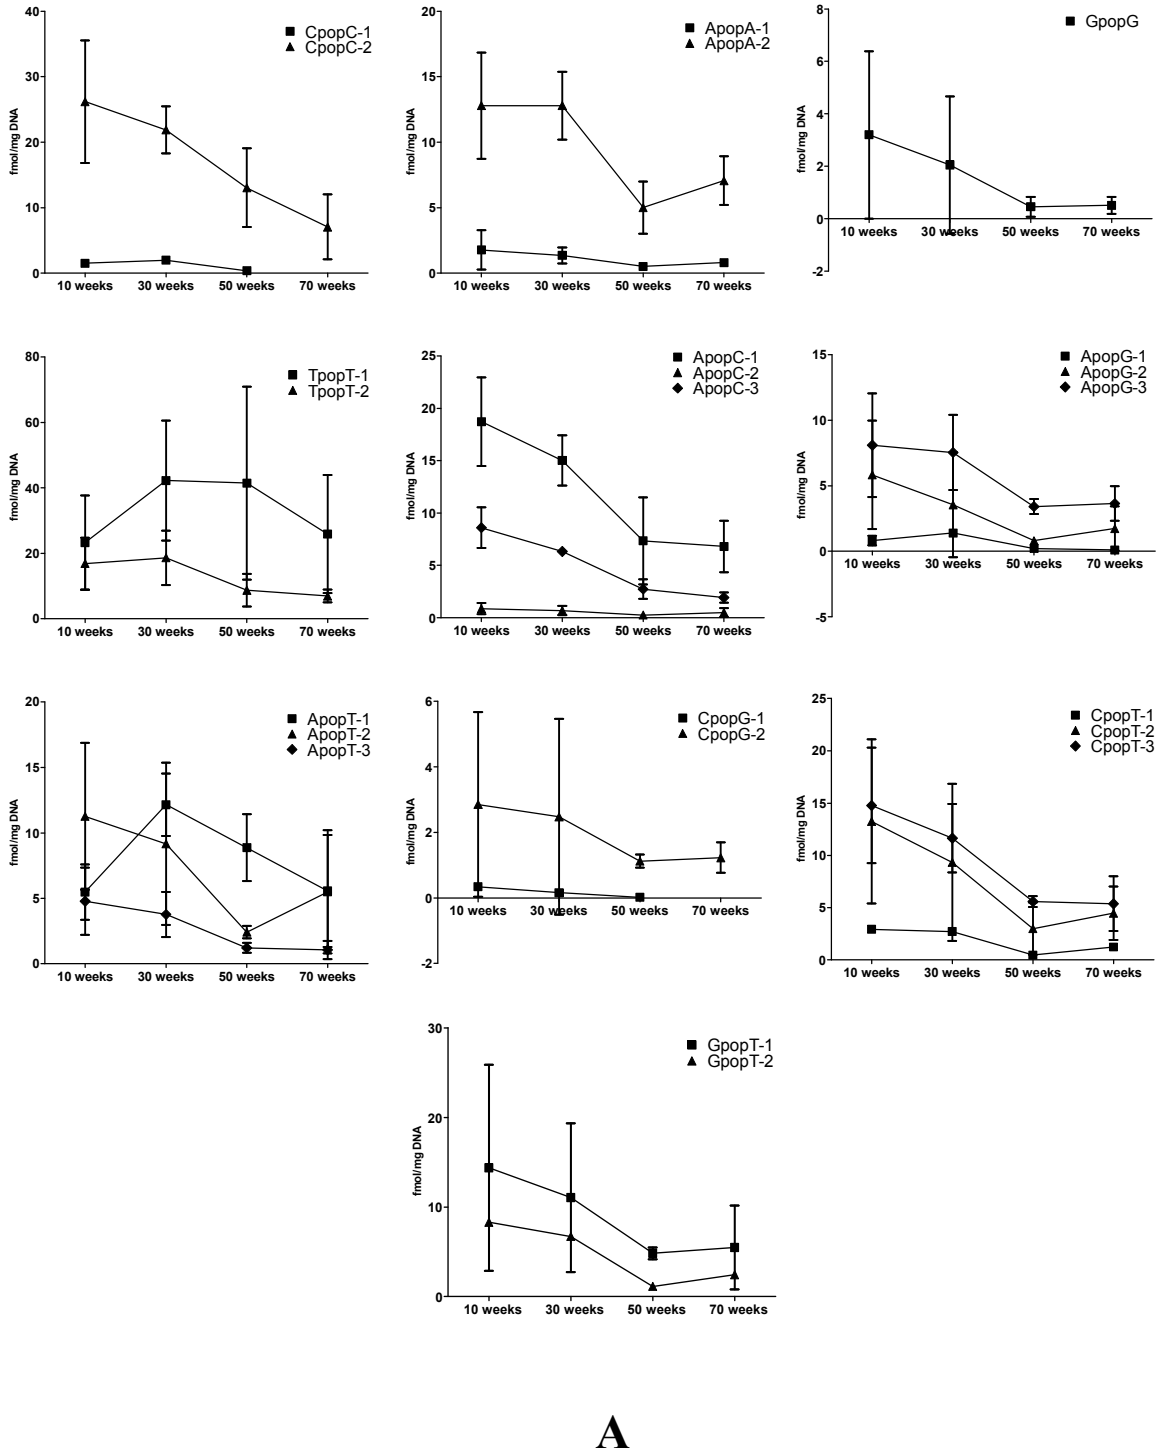 CpopC-1
CpopC-2
fmol/mg DNA
40
30
20
10
0
10 weeks 30 weeks 50 weeks 70 weeks
ApopA-1
ApopA-2
fmol/mg DNA
20
15
10
5
0
10 weeks 30 weeks 50 weeks 70 weeks
GpopG
fmol/mg DNA
8
6
4
2
0
-2
10 weeks 30 weeks 50 weeks 70 weeks
TpopT-1
TpopT-2
fmol/mg DNA
80
60
40
20
0
10 weeks 30 weeks 50 weeks 70 weeks
ApopC-1
ApopC-2
ApopC-3
fmol/mg DNA
25
20
15
10
5
0
10 weeks 30 weeks 50 weeks 70 weeks
ApopG-1
ApopG-2
ApopG-3
fmol/mg DNA
15
10
5
0
-5
10 weeks 30 weeks 50 weeks 70 weeks
ApopT-1
ApopT-2
ApopT-3
fmol/mg DNA
20
15
10
5
0
10 weeks 30 weeks 50 weeks 70 weeks
CpopG-1
CpopG-2
fmol/mg DNA
6
4
2
0
-2
10 weeks 30 weeks 50 weeks 70 weeks
CpopT-1
CpopT-2
CpopT-3
fmol/mg DNA
25
20
15
10
5
0
10 weeks 30 weeks 50 weeks 70 weeks
GpopT-1
GpopT-2
fmol/mg DNA
30
20
10
0
10 weeks 30 weeks 50 weeks 70 weeks
A